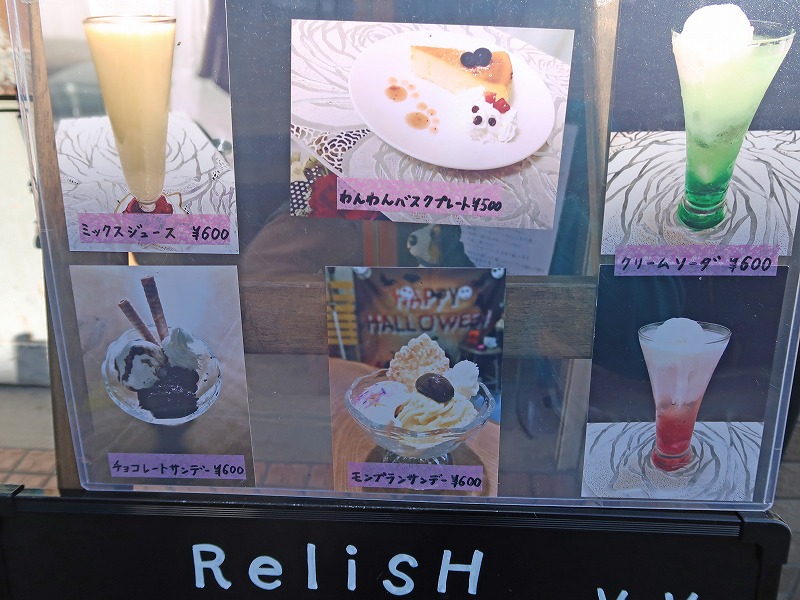 ミックスジュース ¥600
わんわんバスクプレート¥500
クリームソーダ ¥600
HAPPY
HALLOWEEN!
チョコレートサンデー¥600
モンブランサンデー¥600
RelisH